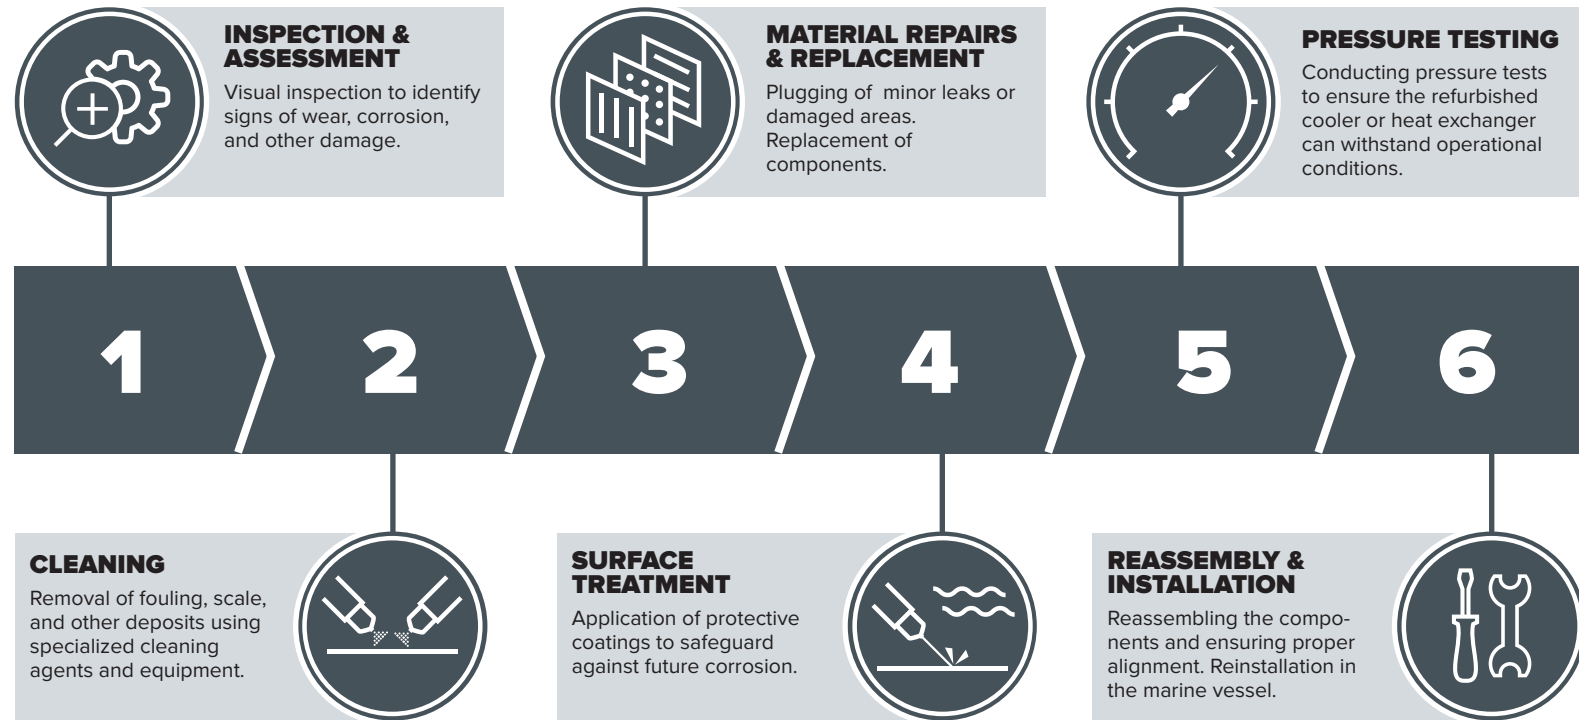 INSPECTION &
ASSESSMENT
Visual inspection to identify
signs of wear, corrosion,
and other damage.
MATERIAL REPAIRS
& REPLACEMENT
Plugging of  minor leaks or
damaged areas.
Replacement of
components.
PRESSURE TESTING
Conducting pressure tests
to ensure the refurbished
cooler or heat exchanger
can withstand operational
conditions.
1
2
3
4
5
6
CLEANING
Removal of fouling, scale,
and other deposits using
specialized cleaning
agents and equipment.
SURFACE
TREATMENT
Application of protective
coatings to safeguard
against future corrosion.
REASSEMBLY &
INSTALLATION
Reassembling the compo-
nents and ensuring proper
alignment. Reinstallation in
the marine vessel.